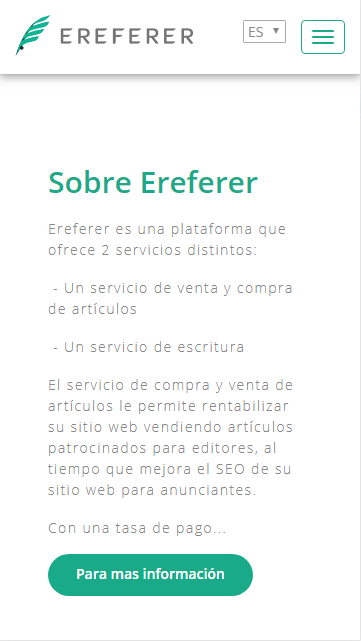 EREFERER
ES
Sobre Ereferer
Ereferer es una plataforma que
ofrece 2 servicios distintos:
- Un servicio de venta y compra
de artículos
- Un servicio de escritura
El servicio de compra y venta de
artículos le permite rentabilizar
su sitio web vendiendo artículos
patrocinados para editores, al
tiempo que mejora el SEO de su
sitio web para anunciantes.
Con una tasa de pago...
Para mas información